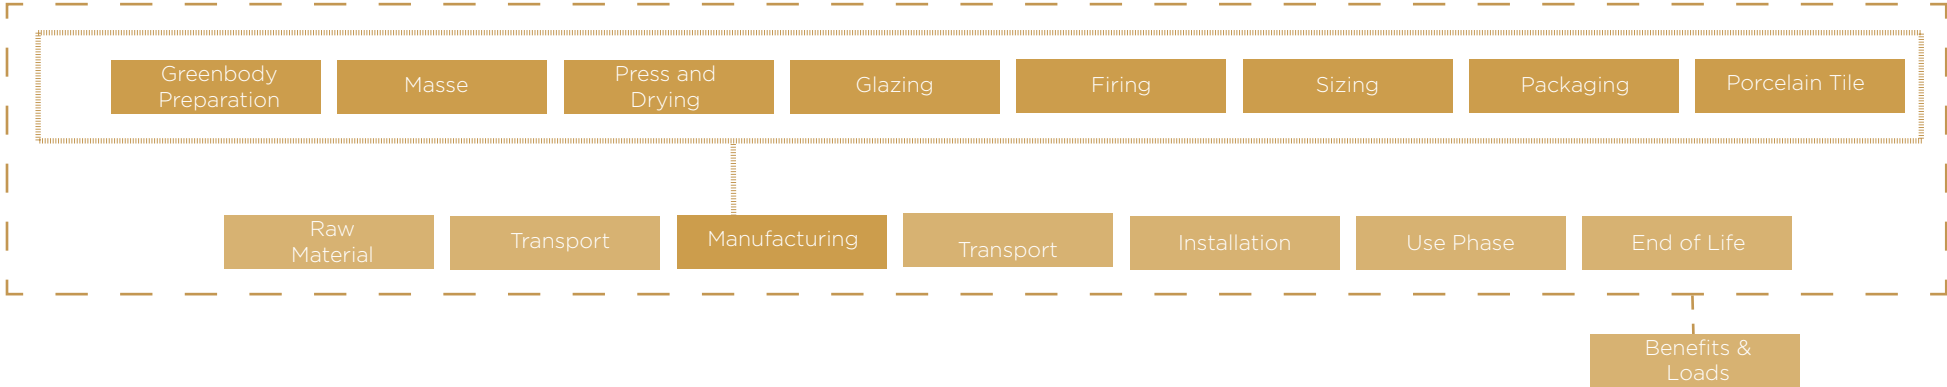 Greenbody
Preparation
Masse
Press and
Drying
Glazing
Firing
Sizing
Packaging
Porcelain Tile
Raw
Material
Transport
Manufacturing
Transport
Installation
Use Phase
End of Life
Benefits &
Loads